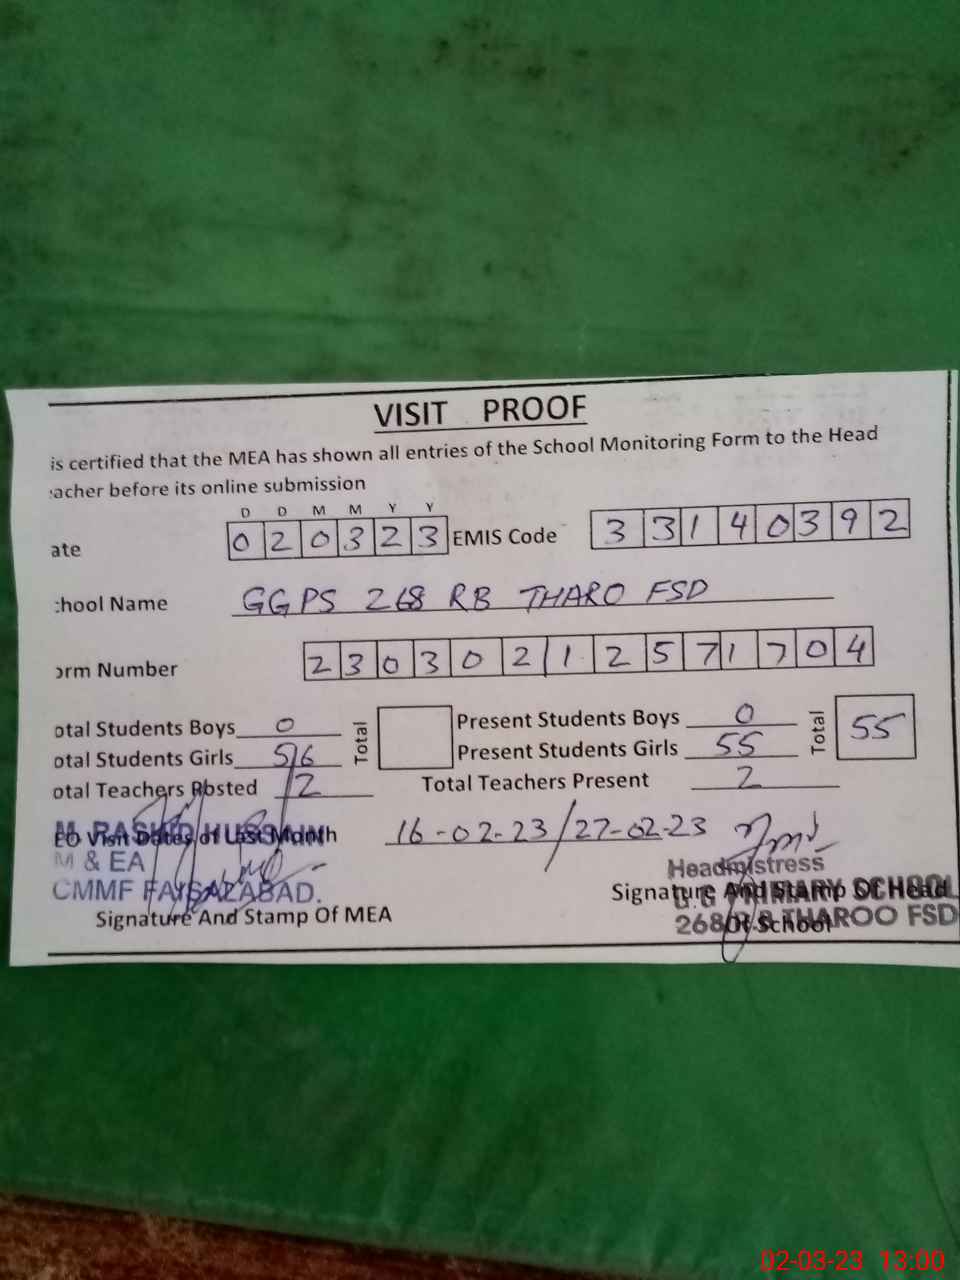 VISIT PROOF
is certified that the MEA has shown all entries of the School Monitoring Form to the Head
acher before its online submission
D D M M Y Y
ate 0 2 0 3 2 3 EMIS Code 3 3 1 4 0 3 9 2
chool Name GGPS 268 RB THARO FSD
orm Number 2 3 0 3 0 2 1 2 5 7 1 7 0 4
otal Students Boys 0 Total Present Students Boys 0 Total 55
otal Students Girls 56 Present Students Girls 55
otal Teachers Posted 2 Total Teachers Present 2
EO Visit Dates of Last Month 16-02-23/27-02-23
M. RASHID HUSSAIN
M & EA
CMMF FAISALABAD.
Signature And Stamp Of MEA
Headmistress
Signature And Stamp Of Head
G.G PRIMARY SCHOOL
Of School
268 R.B THAROO FSD
02-03-23 13:00